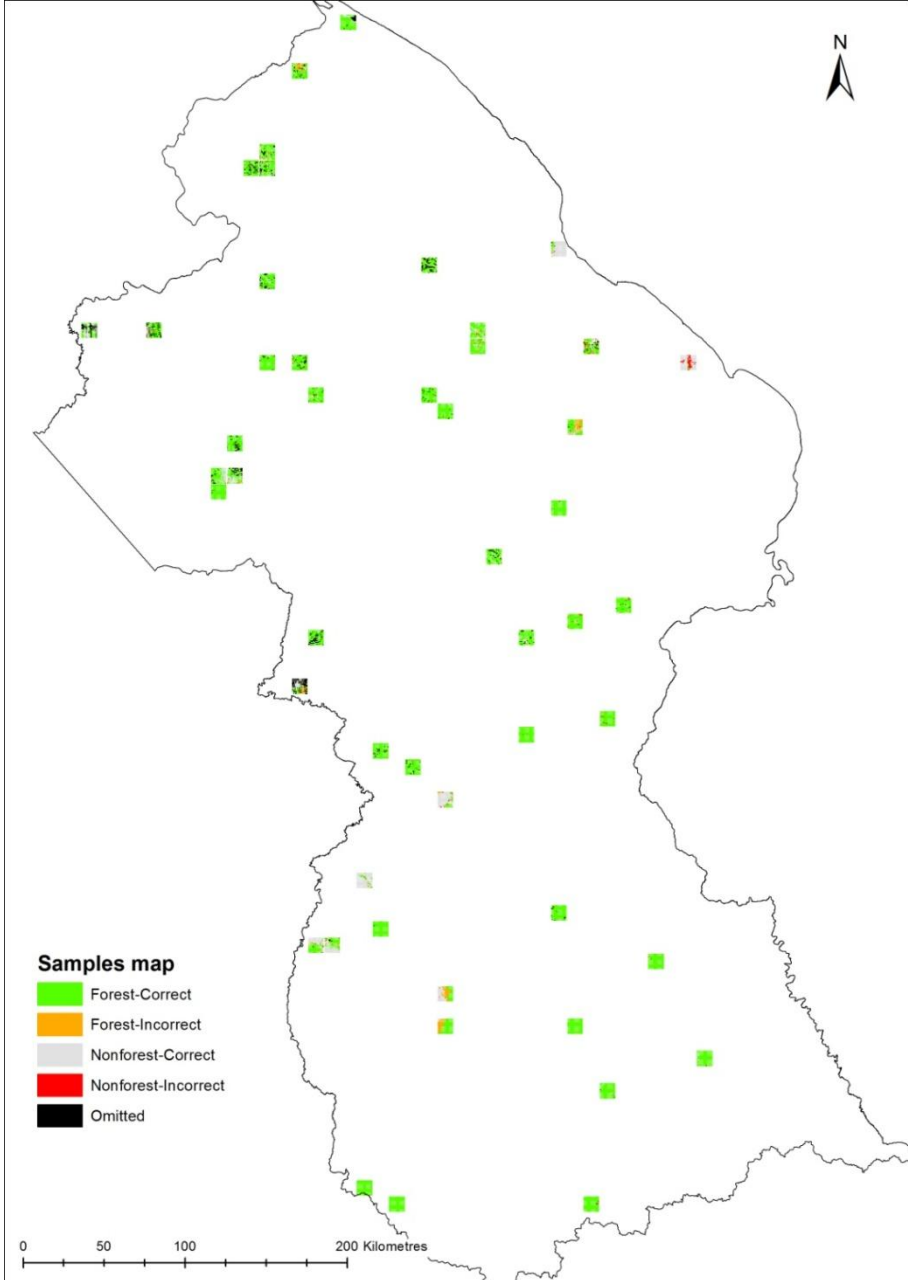 N
Samples map
Forest-Correct
Forest-Incorrect
Nonforest-Correct
Nonforest-Incorrect
Omitted
0 50 100 200 Kilometres